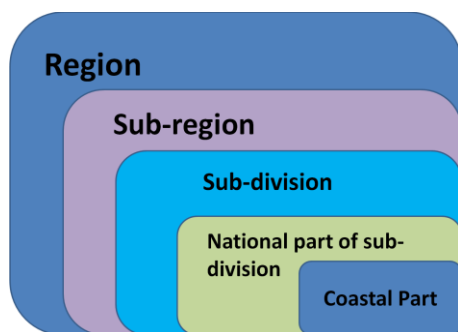 Region
Sub-region
Sub-division
National part of sub-
division
Coastal Part